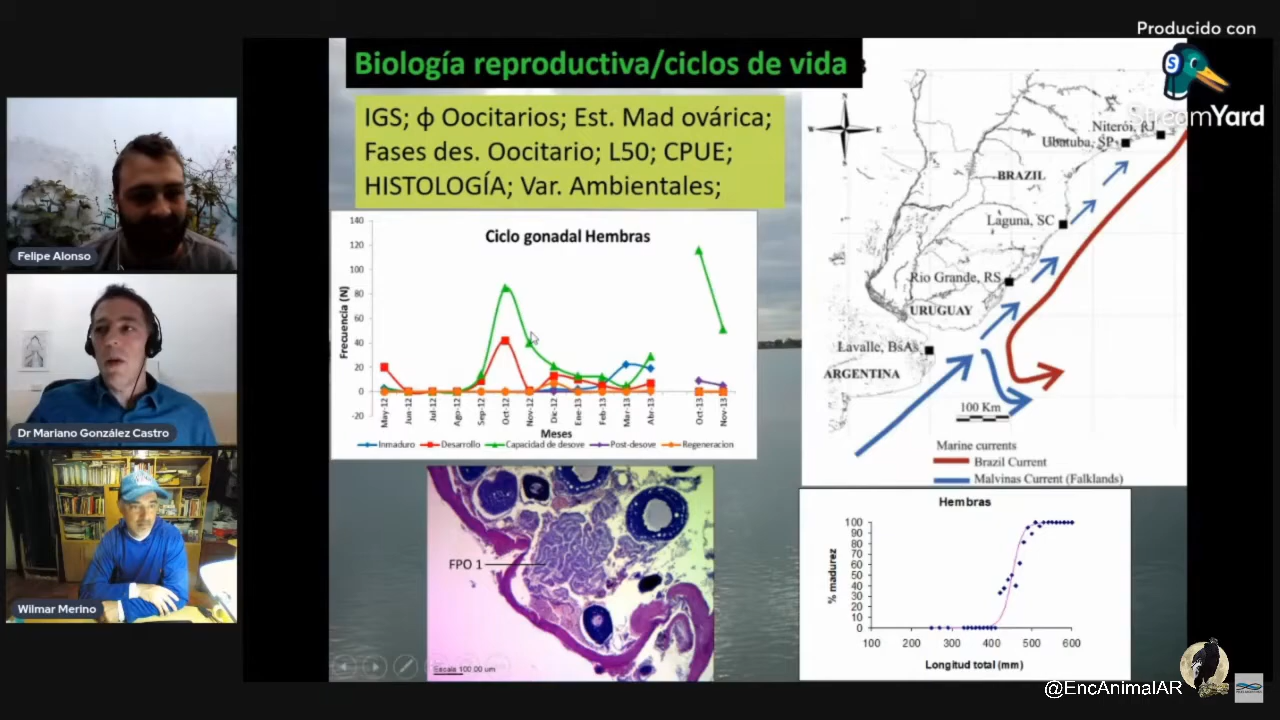 Producido con
StreamYard
Felipe Alonso
Dr Mariano González Castro
Wilmar Merino
Biología reproductiva/ciclos de vida
IGS; ф Oocitarios; Est. Mad ovárica;
Fases des. Oocitario; L50; CPUE;
HISTOLOGÍA; Var. Ambientales;
Ciclo gonadal Hembras
Frecuencia (N)
140
120
100
80
60
40
20
0
-20
May-12
Jun-12
Jul-12
Ago-12
Sep-12
Oct-12
Nov-12
Dic-12
Ene-13
Feb-13
Mar-13
Abr-13
Oct-13
Nov-13
Meses
Inmaduro Desarrollo Capacidad de desove Post-desove Regeneracion
FPO 1
Escala 100.00 um
N
W E
Niterói, RJ
Ubatuba, SP
BRAZIL
Laguna, SC
Rio Grande, RS
URUGUAY
Lavalle, BsAs
ARGENTINA
100 Km
Marine currents
Brazil Current
Malvinas Current (Falklands)
Hembras
% madurez
100
90
80
70
60
50
40
30
20
10
0
100 200 300 400 500 600
Longitud total (mm)
@EncAnimalAR